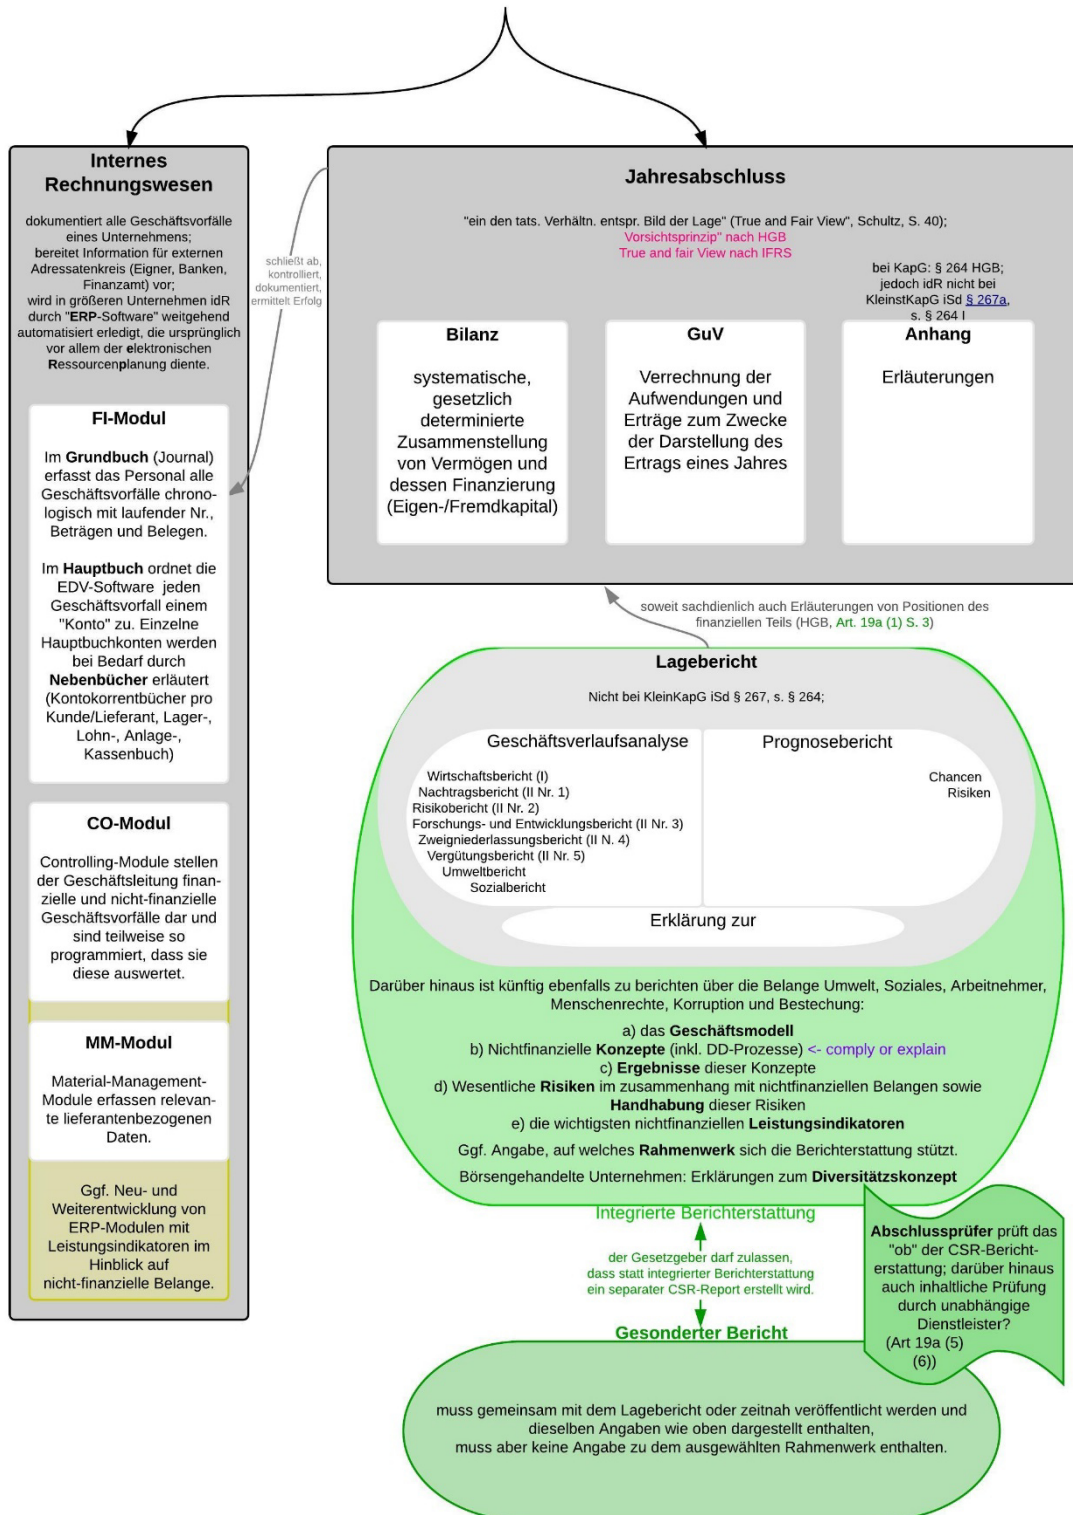 Internes
Rechnungswesen
dokumentiert alle Geschäftsvorfälle
eines Unternehmens;
bereitet Information für externen
Adressatenkreis (Eigner, Banken,
Finanzamt) vor;
wird in größeren Unternehmen idR
durch "ERP-Software" weitgehend
automatisiert erledigt, die ursprünglich
vor allem der elektronischen
Ressourcenplanung diente.
FI-Modul
Im Grundbuch (Journal)
erfasst das Personal alle
Geschäftsvorfälle chrono-
logisch mit laufender Nr.,
Beträgen und Belegen.
Im Hauptbuch ordnet die
EDV-Software jeden
Geschäftsvorfall einem
"Konto" zu. Einzelne
Hauptbuchkonten werden
bei Bedarf durch
Nebenbücher erläutert
(Kontokorrentbücher pro
Kunde/Lieferant, Lager-,
Lohn-, Anlage-,
Kassenbuch)
CO-Modul
Controlling-Module stellen
der Geschäftsleitung finan-
zielle und nicht-finanzielle
Geschäftsvorfälle dar und
sind teilweise so
programmiert, dass sie
diese auswertet.
MM-Modul
Material-Management-
Module erfassen relevan-
te lieferantenbezogenen
Daten.
Ggf. Neu- und
Weiterentwicklung von
ERP-Modulen mit
Leistungsindikatoren im
Hinblick auf
nicht-finanzielle Belange.
schließt ab,
kontrolliert,
dokumentiert,
ermittelt Erfolg
Jahresabschluss
"ein den tats. Verhältn. entspr. Bild der Lage" (True and Fair View", Schultz, S. 40);
Vorsichtsprinzip" nach HGB
True and fair View nach IFRS
bei KapG: § 264 HGB;
jedoch idR nicht bei
KleinstKapG iSd § 267a,
s. § 264 I
Bilanz
systematische,
gesetzlich
determinierte
Zusammenstellung
von Vermögen und
dessen Finanzierung
(Eigen-/Fremdkapital)
GuV
Verrechnung der
Aufwendungen und
Erträge zum Zwecke
der Darstellung des
Ertrags eines Jahres
Anhang
Erläuterungen
soweit sachdienlich auch Erläuterungen von Positionen des
finanziellen Teils (HGB, Art. 19a (1) S. 3)
Lagebericht
Nicht bei KleinKapG iSd § 267, s. § 264;
Geschäftsverlaufsanalyse
Wirtschaftsbericht (I)
Nachtragsbericht (II Nr. 1)
Risikobericht (II Nr. 2)
Forschungs- und Entwicklungsbericht (II Nr. 3)
Zweigniederlassungsbericht (II N. 4)
Vergütungsbericht (II Nr. 5)
Umweltbericht
Sozialbericht
Prognosebericht
Chancen
Risiken
Erklärung zur
Darüber hinaus ist künftig ebenfalls zu berichten über die Belange Umwelt, Soziales, Arbeitnehmer,
Menschenrechte, Korruption und Bestechung:
a) das Geschäftsmodell
b) Nichtfinanzielle Konzepte (inkl. DD-Prozesse) <- comply or explain
c) Ergebnisse dieser Konzepte
d) Wesentliche Risiken im zusammenhang mit nichtfinanziellen Belangen sowie
Handhabung dieser Risiken
e) die wichtigsten nichtfinanziellen Leistungsindikatoren
Ggf. Angabe, auf welches Rahmenwerk sich die Berichterstattung stützt.
Börsengehandelte Unternehmen: Erklärungen zum Diversitätskonzept
Integrierte Berichterstattung
der Gesetzgeber darf zulassen,
dass statt integrierter Berichterstattung
ein separater CSR-Report erstellt wird.
Abschlussprüfer prüft das
"ob" der CSR-Bericht-
erstattung; darüber hinaus
auch inhaltliche Prüfung
durch unabhängige
Dienstleister?
(Art 19a (5)
(6))
Gesonderter Bericht
muss gemeinsam mit dem Lagebericht oder zeitnah veröffentlicht werden und
dieselben Angaben wie oben dargestellt enthalten,
muss aber keine Angabe zu dem ausgewählten Rahmenwerk enthalten.